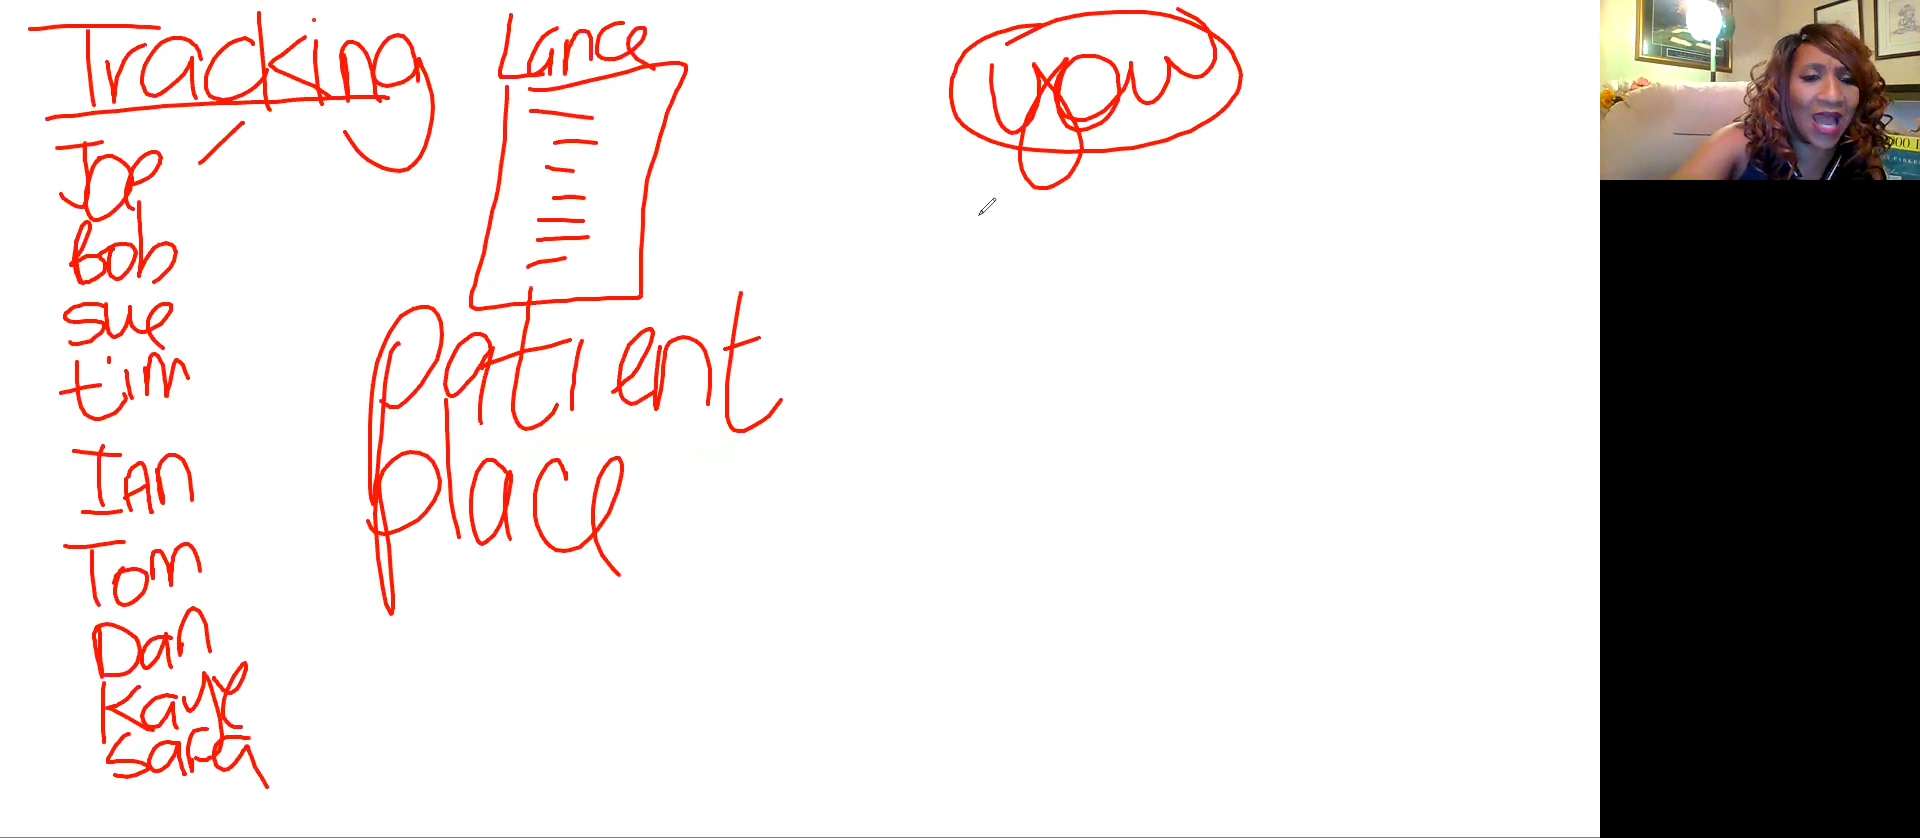 Tracking
Joe
Bob
sue
tim
IAN
Tom
Dan
Kaye
sara
Lance
patient
place
you